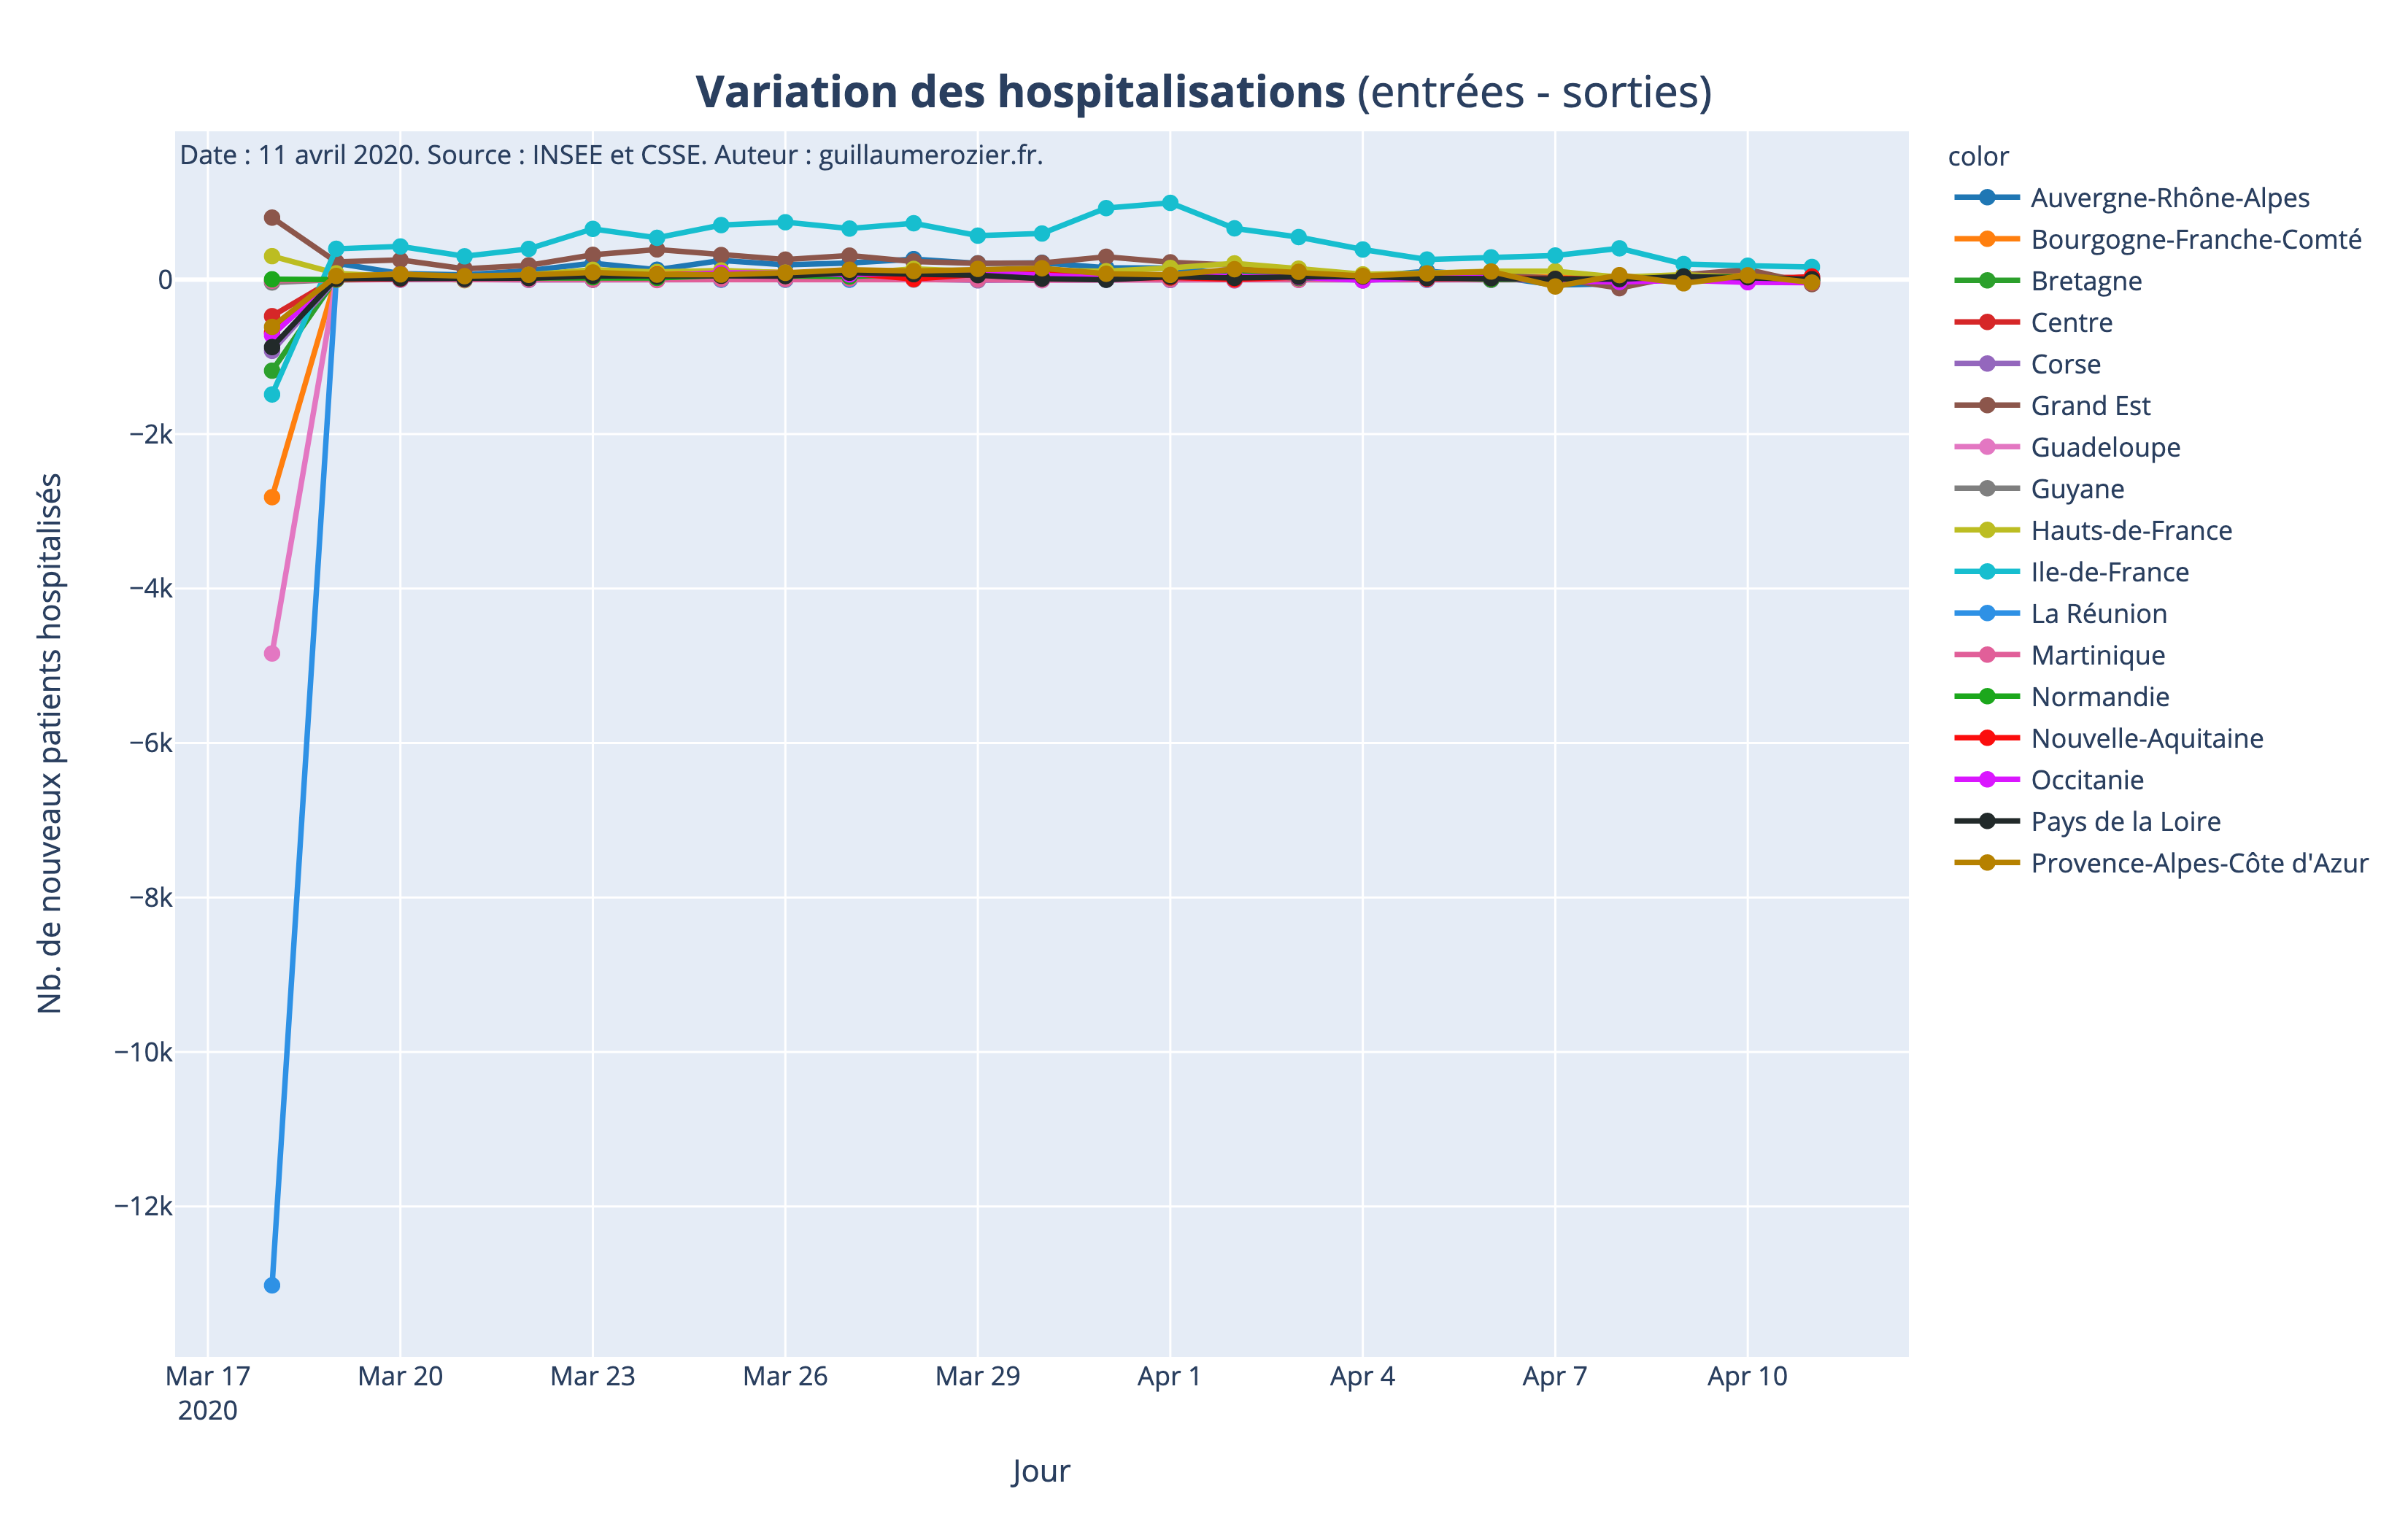 Variation des hospitalisations (entrées - sorties)
Date : 11 avril 2020. Source : INSEE et CSSE. Auteur : guillaumerozier.fr.
0
−2k
−4k
−6k
−8k
−10k
−12k
Nb. de nouveaux patients hospitalisés
Mar 17
2020
Mar 20
Mar 23
Mar 26
Mar 29
Apr 1
Apr 4
Apr 7
Apr 10
Jour
color
Auvergne-Rhône-Alpes
Bourgogne-Franche-Comté
Bretagne
Centre
Corse
Grand Est
Guadeloupe
Guyane
Hauts-de-France
Ile-de-France
La Réunion
Martinique
Normandie
Nouvelle-Aquitaine
Occitanie
Pays de la Loire
Provence-Alpes-Côte d'Azur